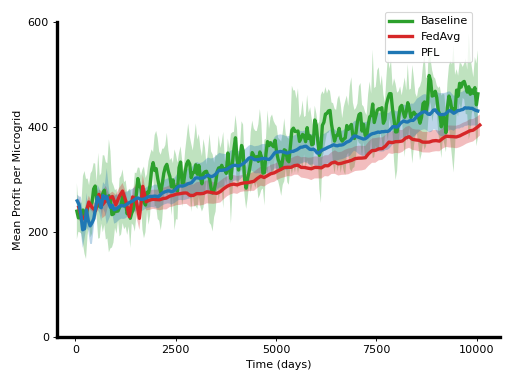 Baseline
FedAvg
PFL
600
400
200
0
Mean Profit per Microgrid
0 2500 5000 7500 10000
Time (days)